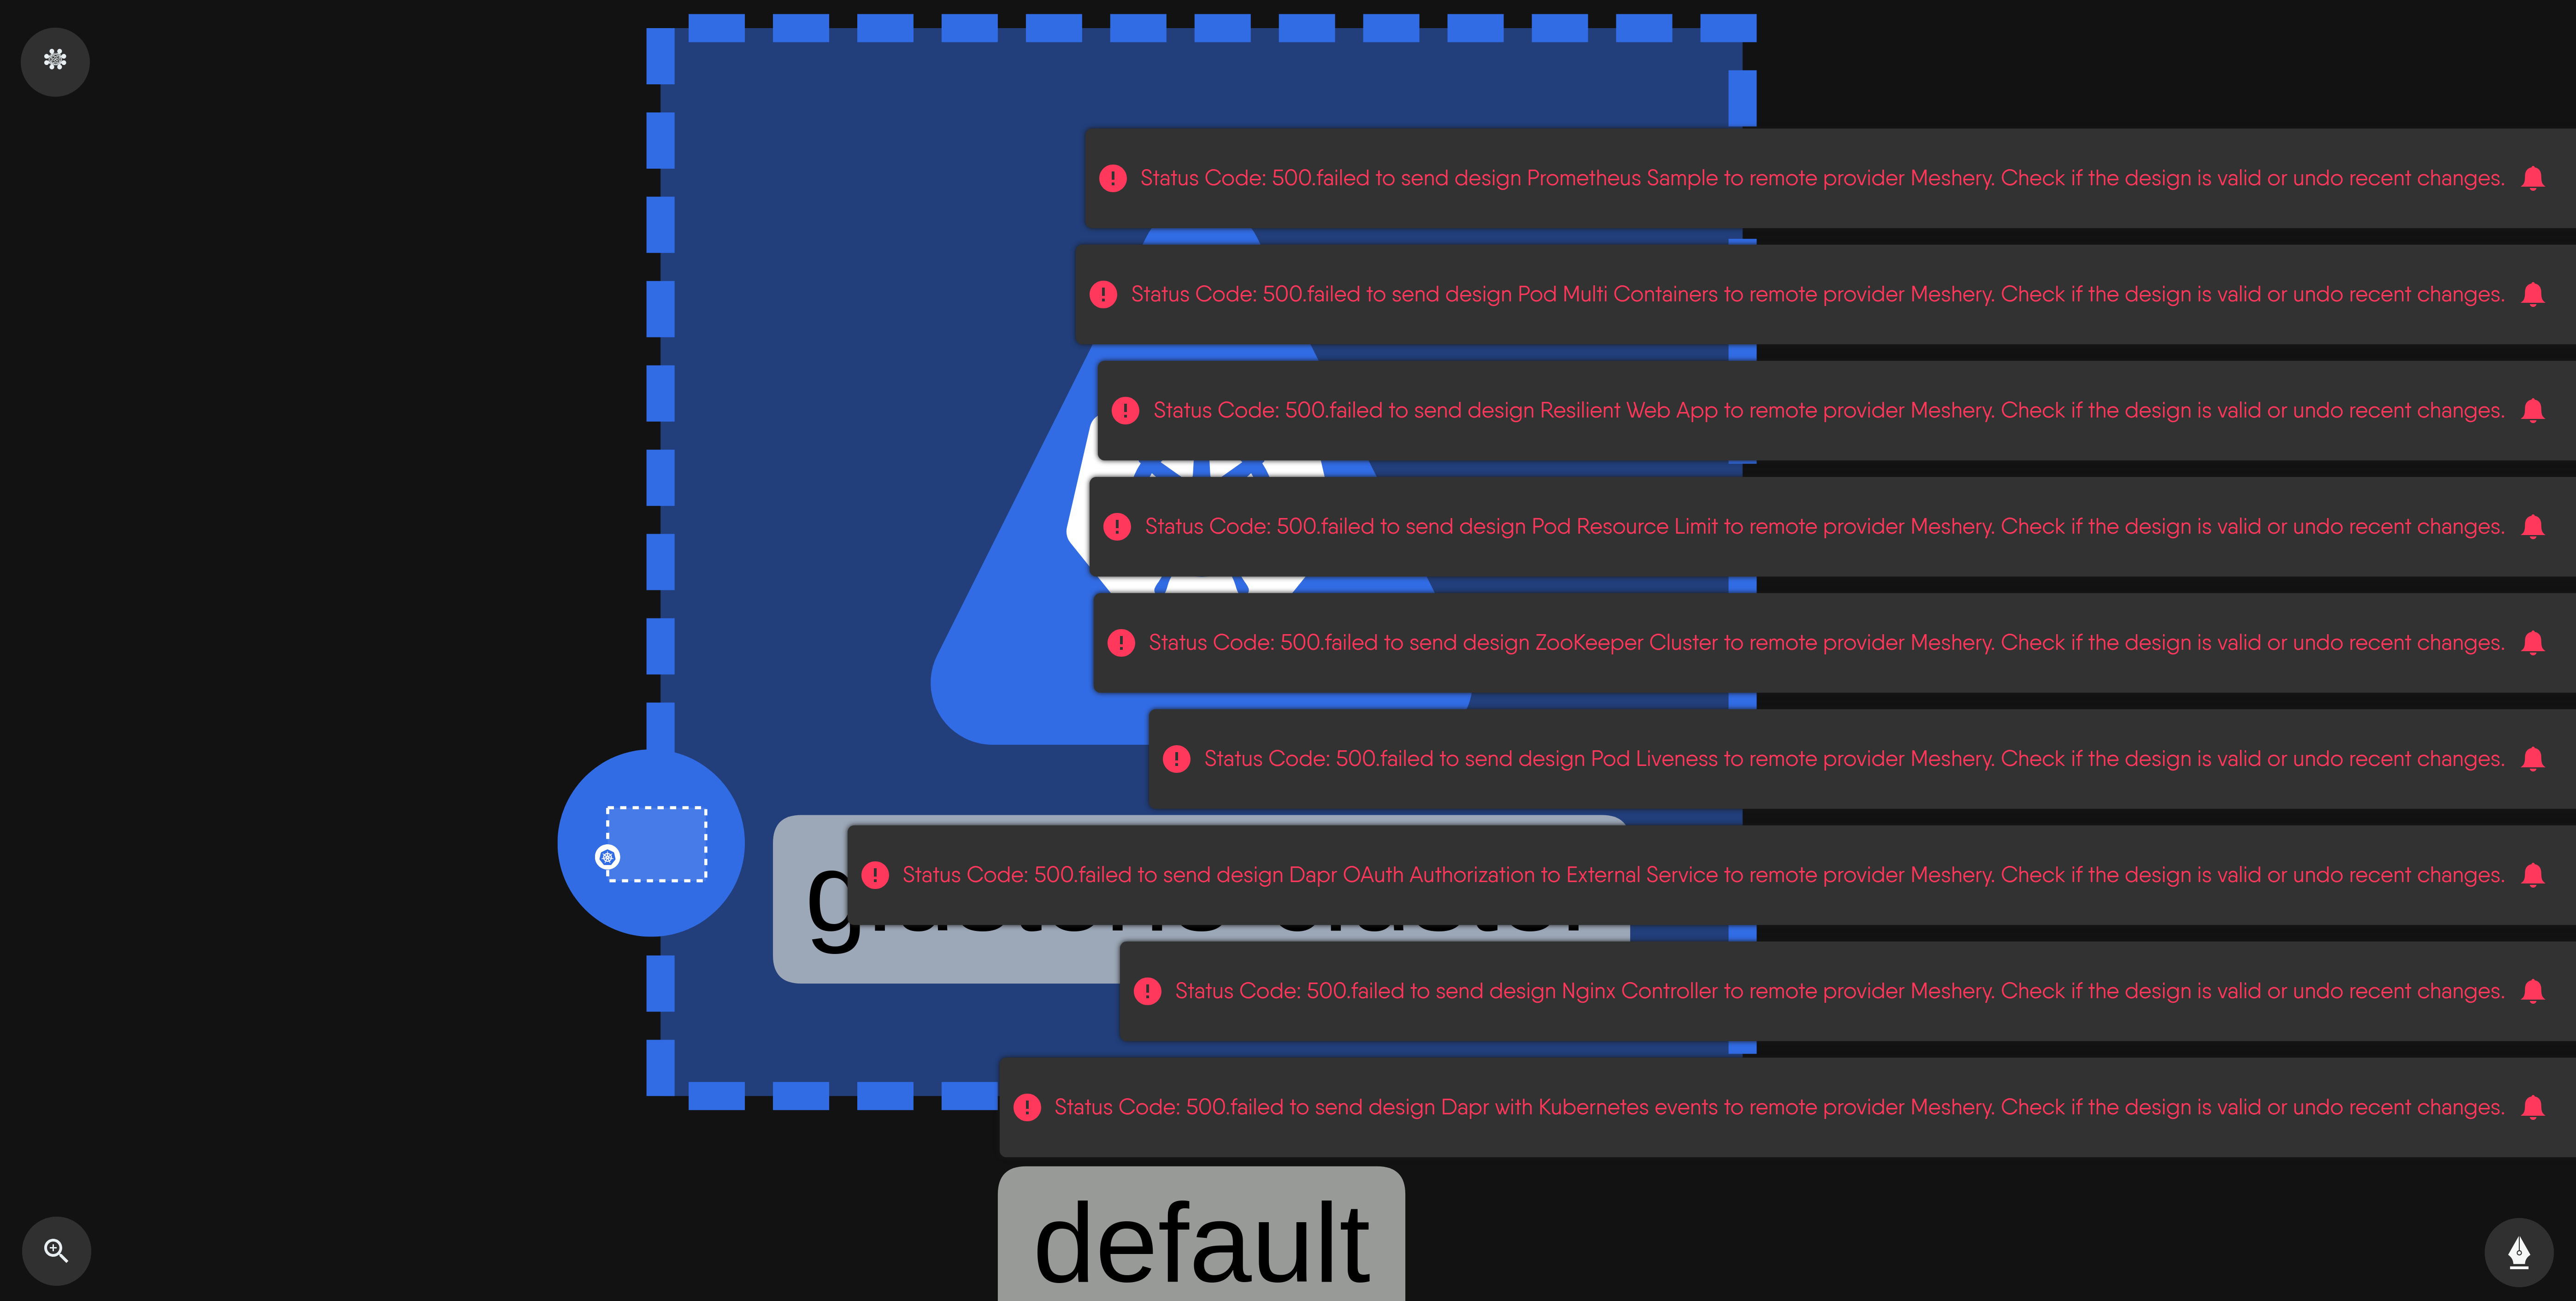 Status Code: 500.failed to send design Prometheus Sample to remote provider Meshery. Check if the design is valid or undo recent changes.
Status Code: 500.failed to send design Pod Multi Containers to remote provider Meshery. Check if the design is valid or undo recent changes.
Status Code: 500.failed to send design Resilient Web App to remote provider Meshery. Check if the design is valid or undo recent changes.
Status Code: 500.failed to send design Pod Resource Limit to remote provider Meshery. Check if the design is valid or undo recent changes.
Status Code: 500.failed to send design ZooKeeper Cluster to remote provider Meshery. Check if the design is valid or undo recent changes.
Status Code: 500.failed to send design Pod Liveness to remote provider Meshery. Check if the design is valid or undo recent changes.
Status Code: 500.failed to send design Dapr OAuth Authorization to External Service to remote provider Meshery. Check if the design is valid or undo recent changes.
Status Code: 500.failed to send design Nginx Controller to remote provider Meshery. Check if the design is valid or undo recent changes.
Status Code: 500.failed to send design Dapr with Kubernetes events to remote provider Meshery. Check if the design is valid or undo recent changes.
default